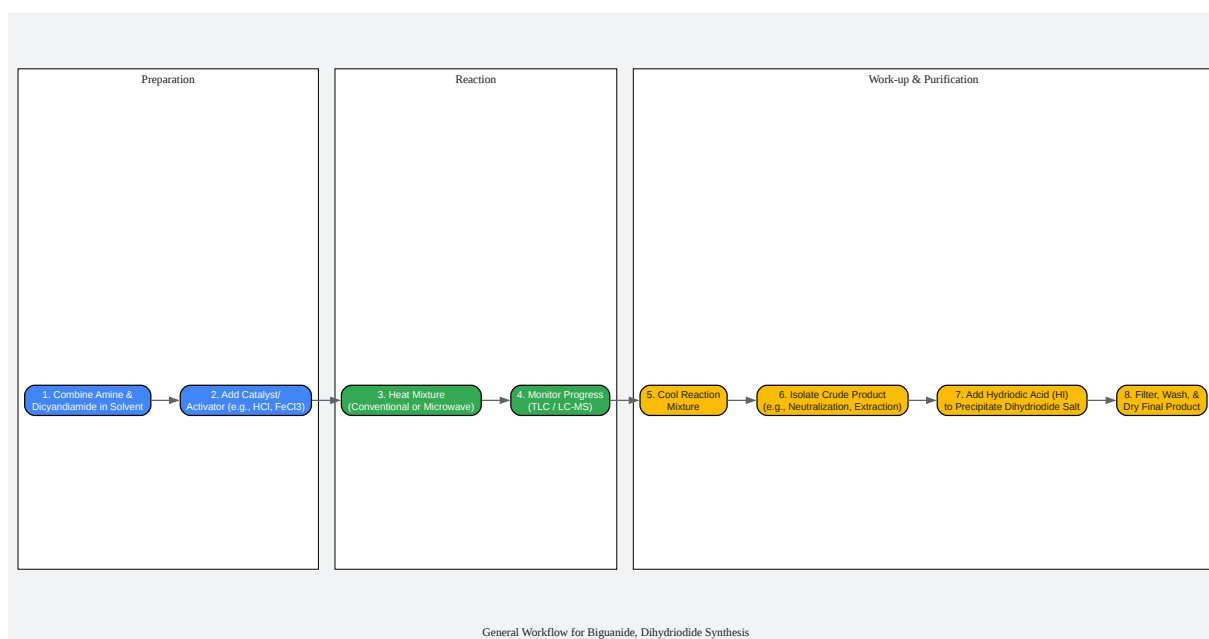 Preparation
Reaction
Work-up & Purification
1. Combine Amine &
Dicyandiamide in Solvent
2. Add Catalyst/
Activator (e.g., HCl, FeCl3)
3. Heat Mixture
(Conventional or Microwave)
4. Monitor Progress
(TLC / LC-MS)
5. Cool Reaction
Mixture
6. Isolate Crude Product
(e.g., Neutralization, Extraction)
7. Add Hydriodic Acid (HI)
to Precipitate Dihydriodide Salt
8. Filter, Wash, &
Dry Final Product
General Workflow for Biguanide, Dihydriodide Synthesis